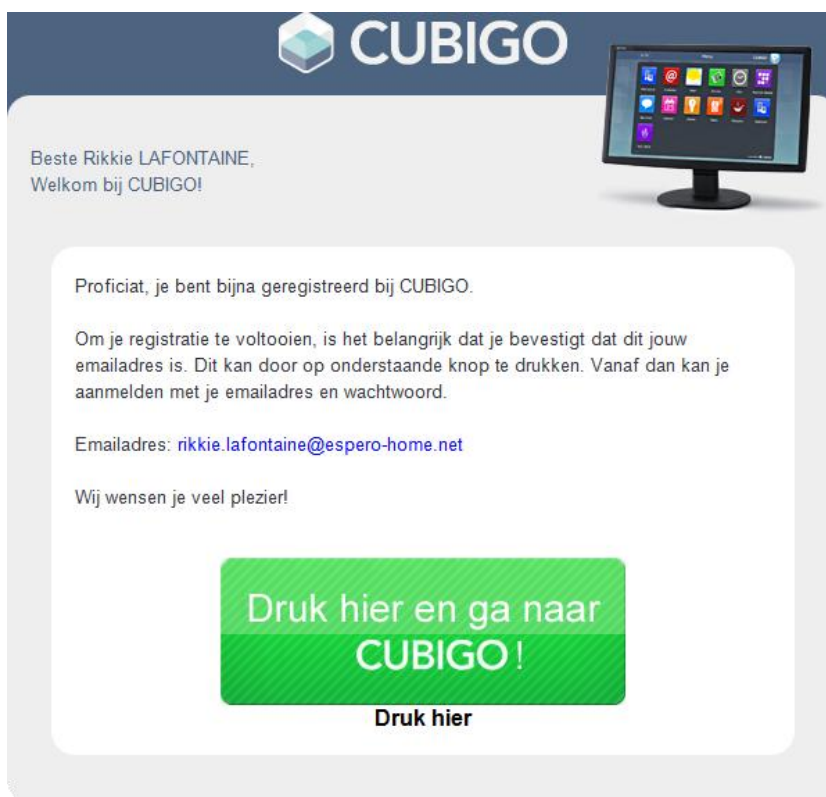 CUBIGO
Beste Rikkie LAFONTAINE,
Welkom bij CUBIGO!
Proficiat, je bent bijna geregistreerd bij CUBIGO.
Om je registratie te voltooien, is het belangrijk dat je bevestigt dat dit jouw
emailadres is. Dit kan door op onderstaande knop te drukken. Vanaf dan kan je
aanmelden met je emailadres en wachtwoord.
Emailadres: rikkie.lafontaine@espero-home.net
Wij wensen je veel plezier!
Druk hier en ga naar
CUBIGO!
Druk hier